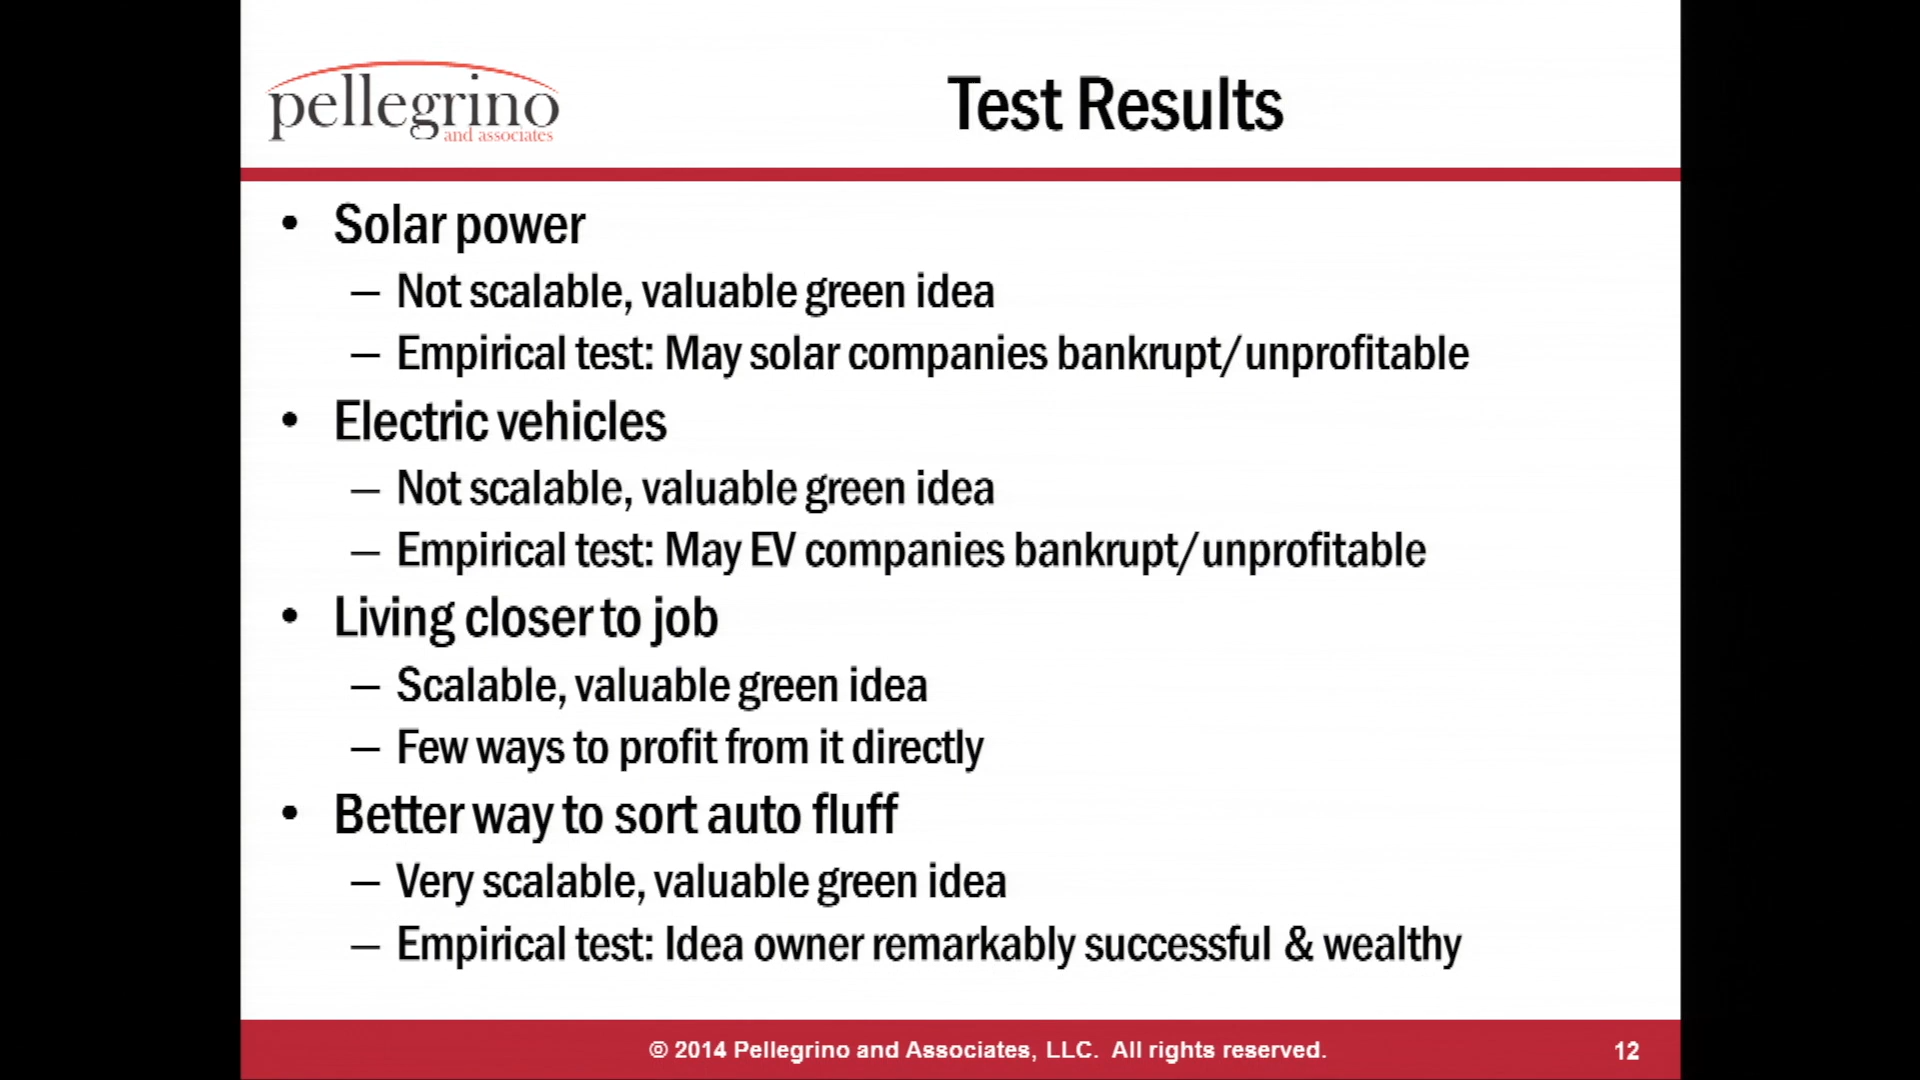 pellegrino
and associates
Test Results
• Solar power
– Not scalable, valuable green idea
– Empirical test: May solar companies bankrupt/unprofitable
• Electric vehicles
– Not scalable, valuable green idea
– Empirical test: May EV companies bankrupt/unprofitable
• Living closer to job
– Scalable, valuable green idea
– Few ways to profit from it directly
• Better way to sort auto fluff
– Very scalable, valuable green idea
– Empirical test: Idea owner remarkably successful & wealthy
© 2014 Pellegrino and Associates, LLC. All rights reserved.
12